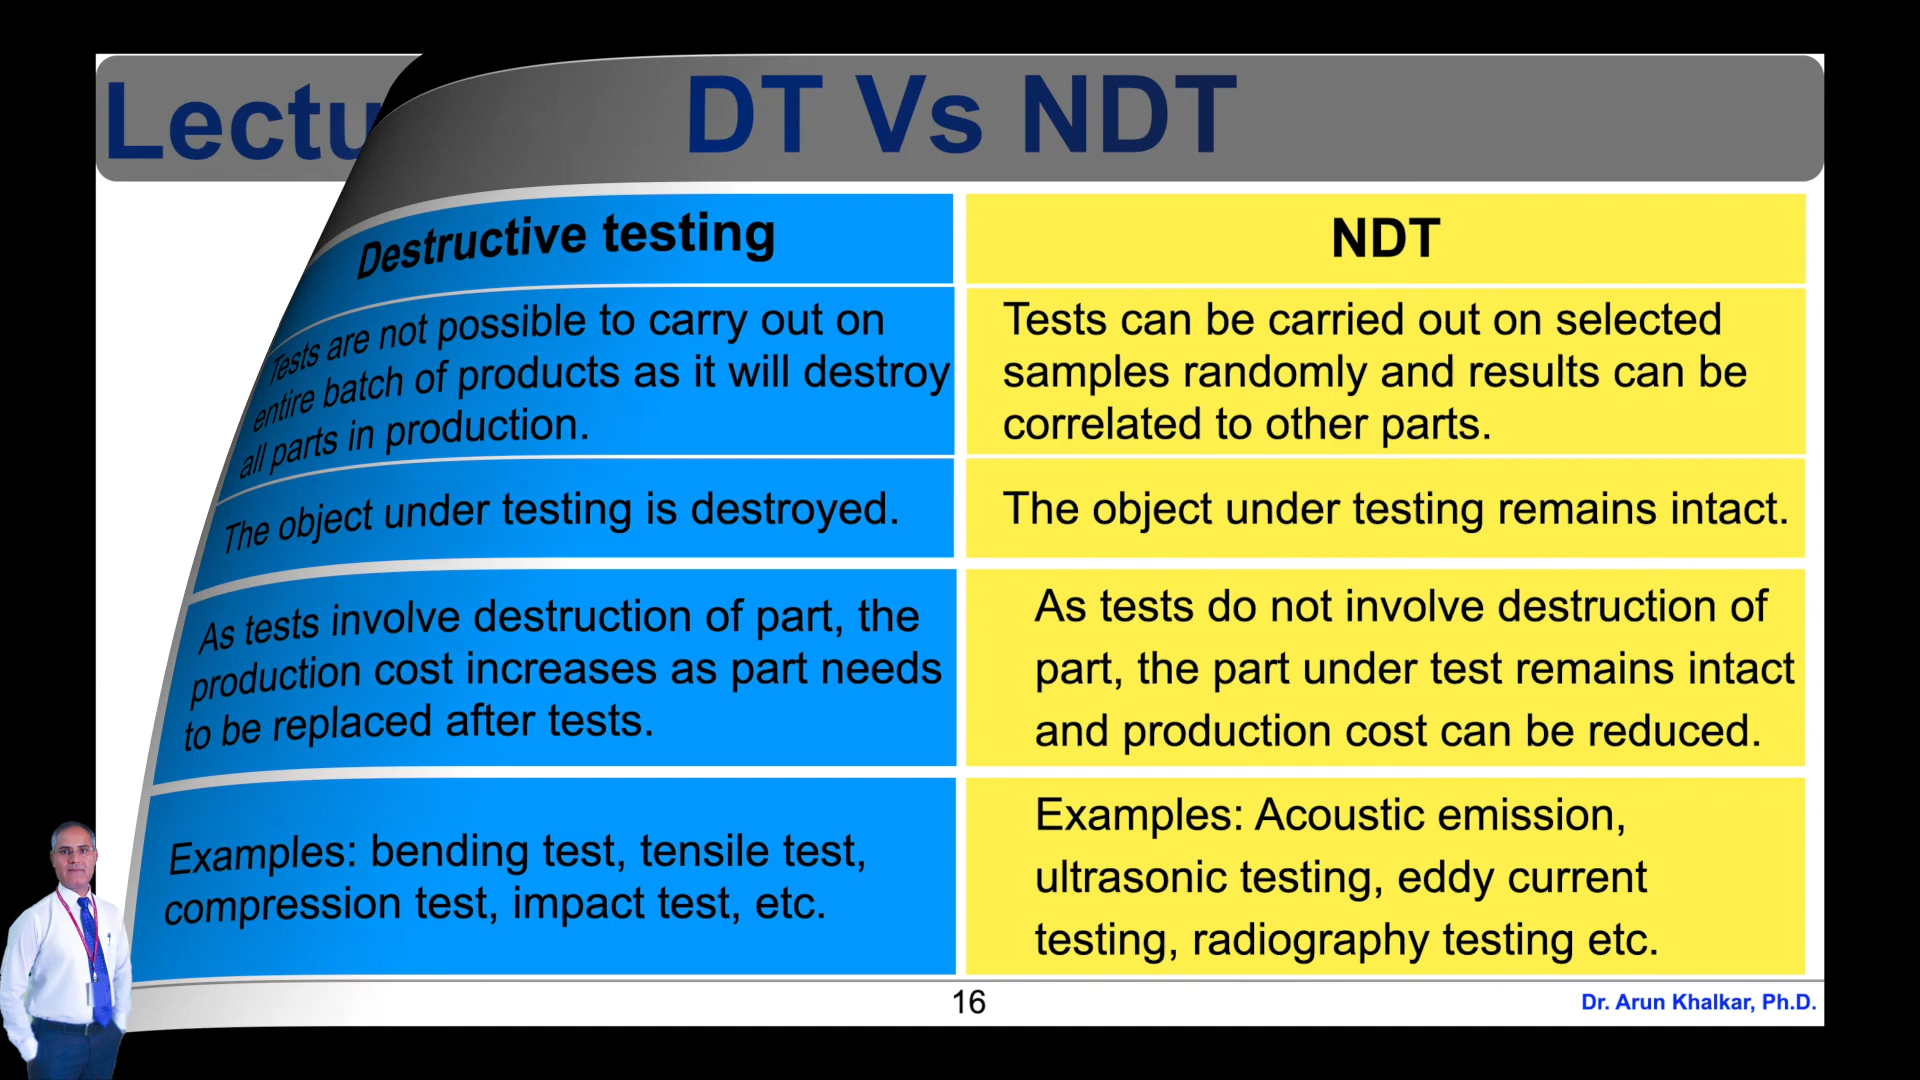 Lectu
DT Vs NDT
Destructive testing
NDT
Tests are not possible to carry out on
entire batch of products as it will destroy
all parts in production.
Tests can be carried out on selected
samples randomly and results can be
correlated to other parts.
The object under testing is destroyed.
The object under testing remains intact.
As tests involve destruction of part, the
production cost increases as part needs
to be replaced after tests.
As tests do not involve destruction of
part, the part under test remains intact
and production cost can be reduced.
Examples: bending test, tensile test,
compression test, impact test, etc.
Examples: Acoustic emission,
ultrasonic testing, eddy current
testing, radiography testing etc.
16
Dr. Arun Khalkar, Ph.D.